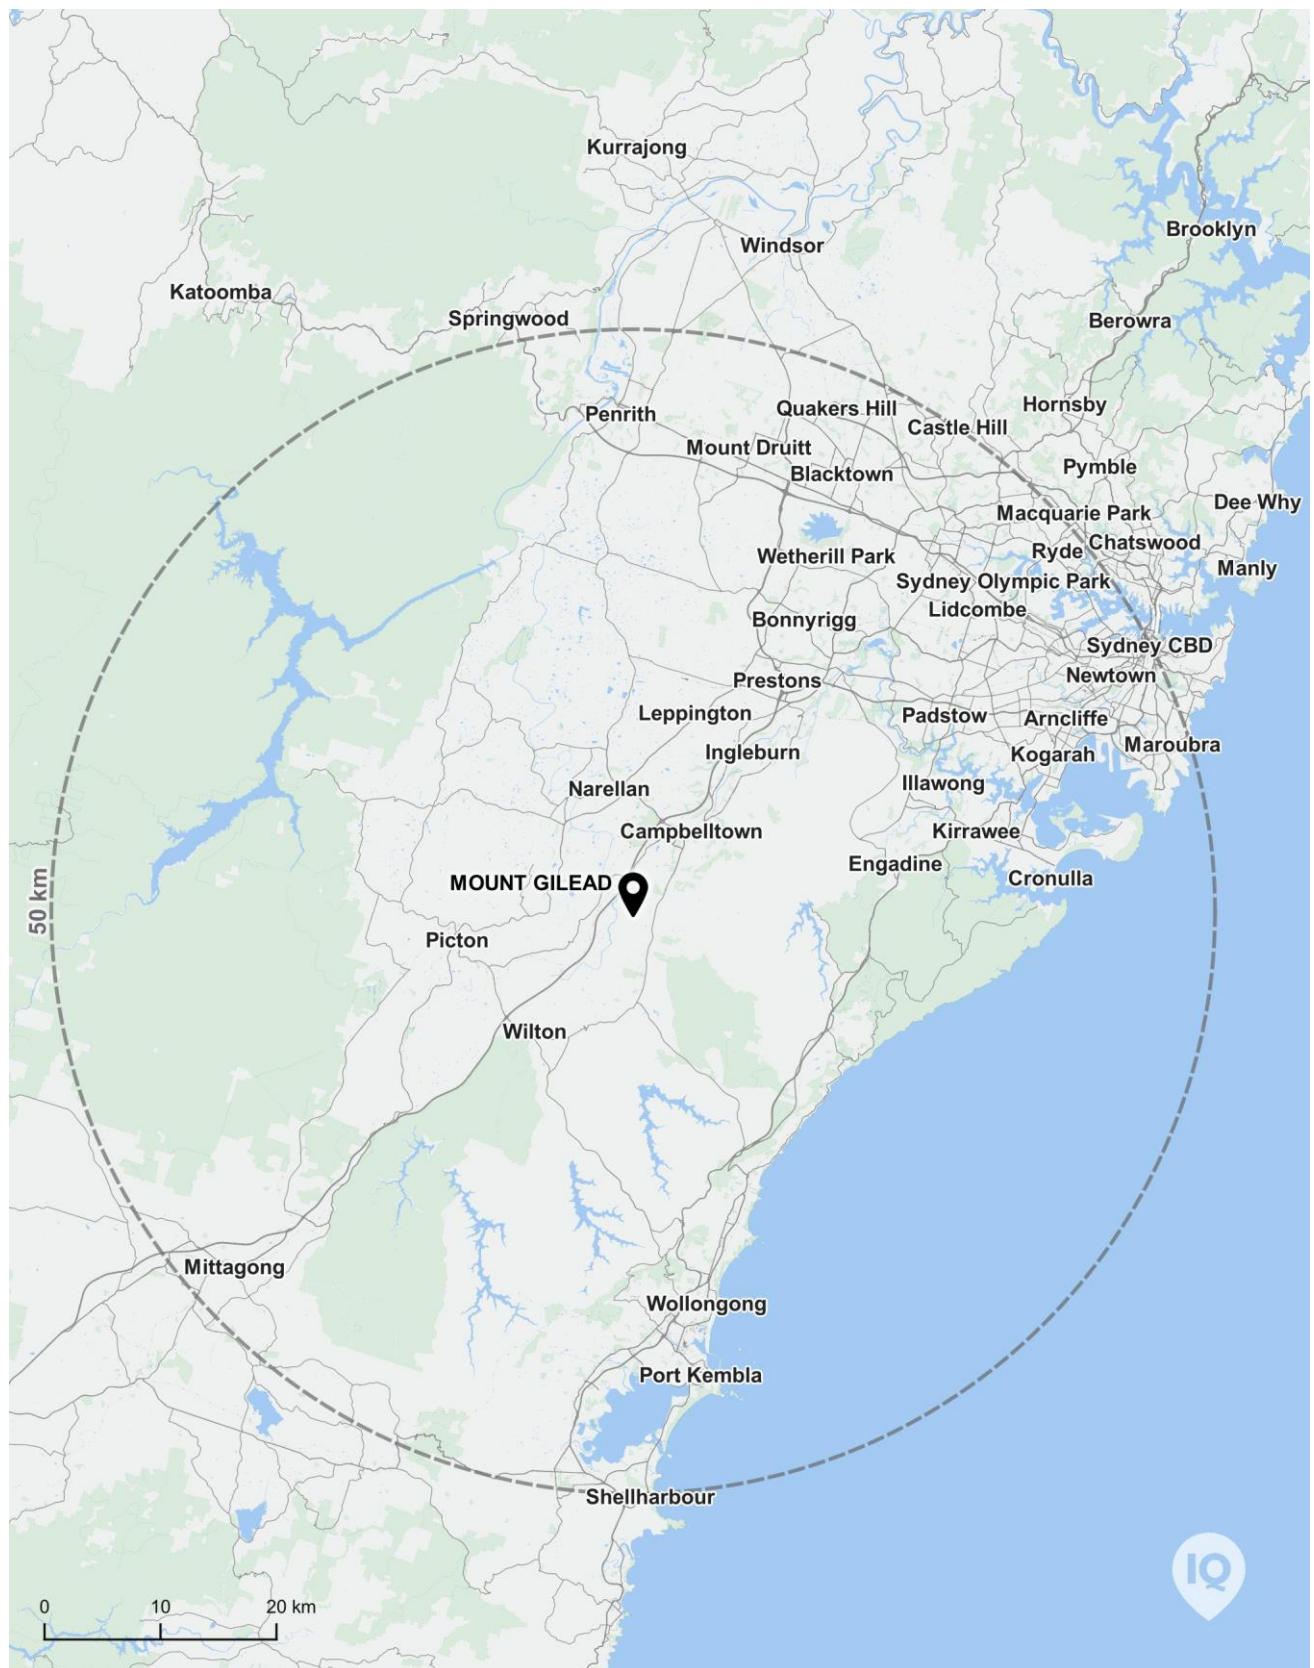 Kurrajong
Brooklyn
Windsor
Katoomba
Springwood
Berowra
Penrith
Quakers Hill
Hornsby
Castle Hill
Mount Druitt
Pymble
Blacktown
Dee Why
Macquarie Park
Chatswood
Ryde
Wetherill Park
Manly
Sydney Olympic Park
Lidcombe
Bonnyrigg
Sydney CBD
Newtown
Prestons
Leppington
Padstow
Arncliffe
Maroubra
Ingleburn
Kogarah
Narellan
Illawong
Campbelltown
Kirrawee
Engadine
Cronulla
MOUNT GILEAD
50 km
Picton
Wilton
Mittagong
Wollongong
Port Kembla
Shellharbour
IQ
0 10 20 km